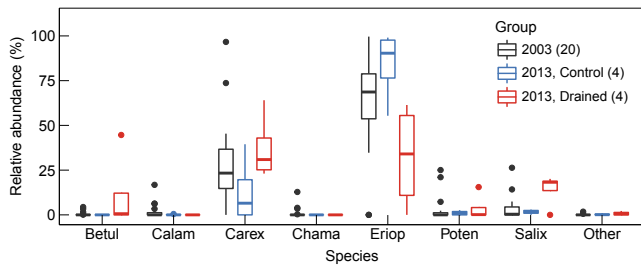 Group
2003 (20)
2013, Control (4)
2013, Drained (4)
Relative abundance (%)
100
75
50
25
0
Betul Calam Carex Chama Eriop Poten Salix Other
Species